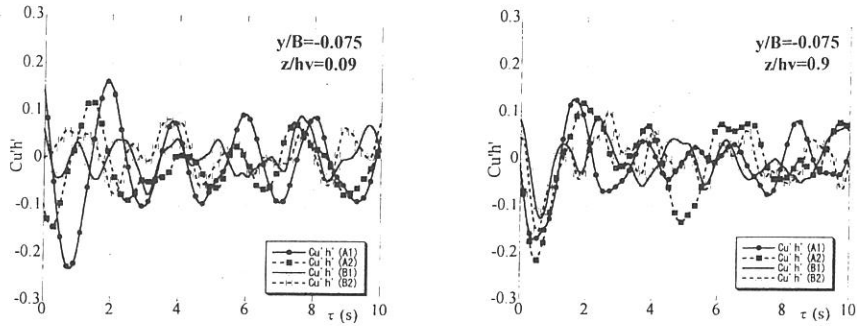 0.3
0.2
0.1
0
-0.1
-0.2
-0.3
Cu'h'
y/B=-0.075
z/hv=0.09
Cu'h' (A1)
Cu'h' (A2)
Cu'h' (B1)
Cu'h' (B2)
0 2 4 6 8 10
τ (s)
0.3
0.2
0.1
0
-0.1
-0.2
-0.3
Cu'h'
y/B=-0.075
z/hv=0.9
Cu'h' (A1)
Cu'h' (A2)
Cu'h' (B1)
Cu'h' (B2)
0 2 4 6 8 10
τ (s)